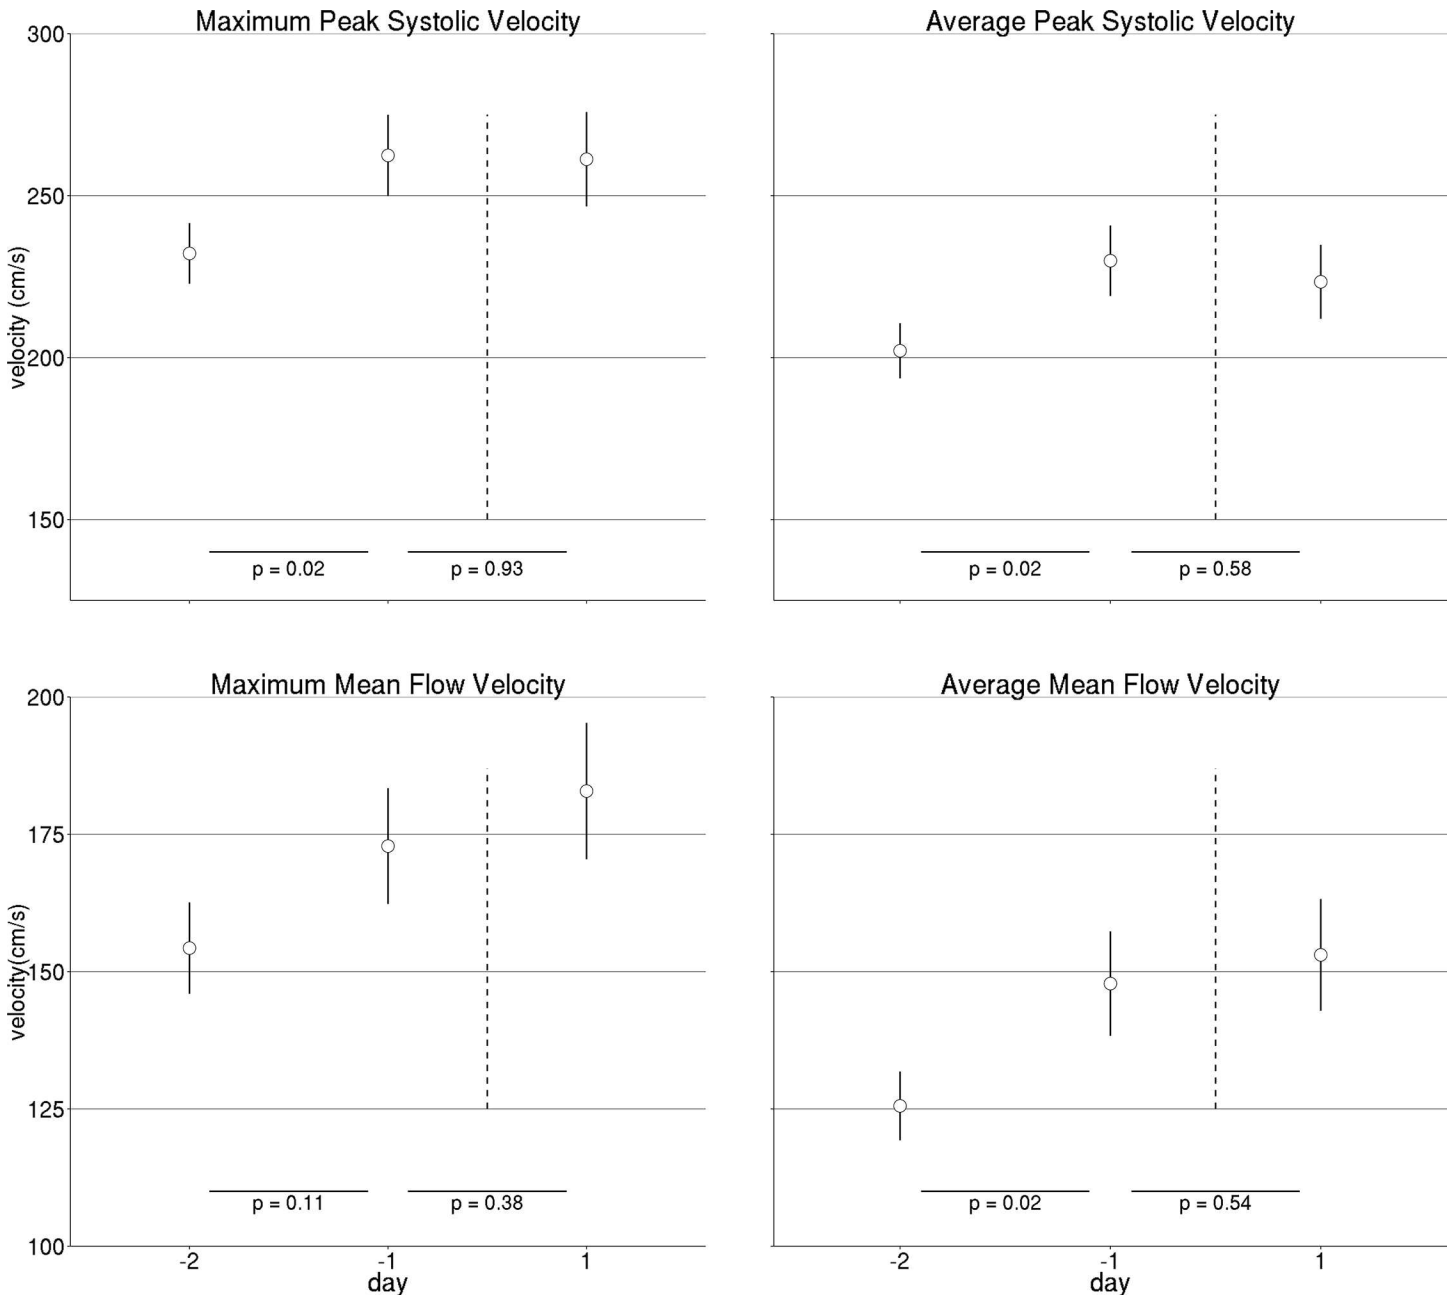 Maximum Peak Systolic Velocity
Average Peak Systolic Velocity
velocity (cm/s)
300
250
200
150
p = 0.02
p = 0.93
p = 0.02
p = 0.58
Maximum Mean Flow Velocity
Average Mean Flow Velocity
velocity(cm/s)
200
175
150
125
100
p = 0.11
p = 0.38
p = 0.02
p = 0.54
-2
-1
1
-2
-1
1
day
day